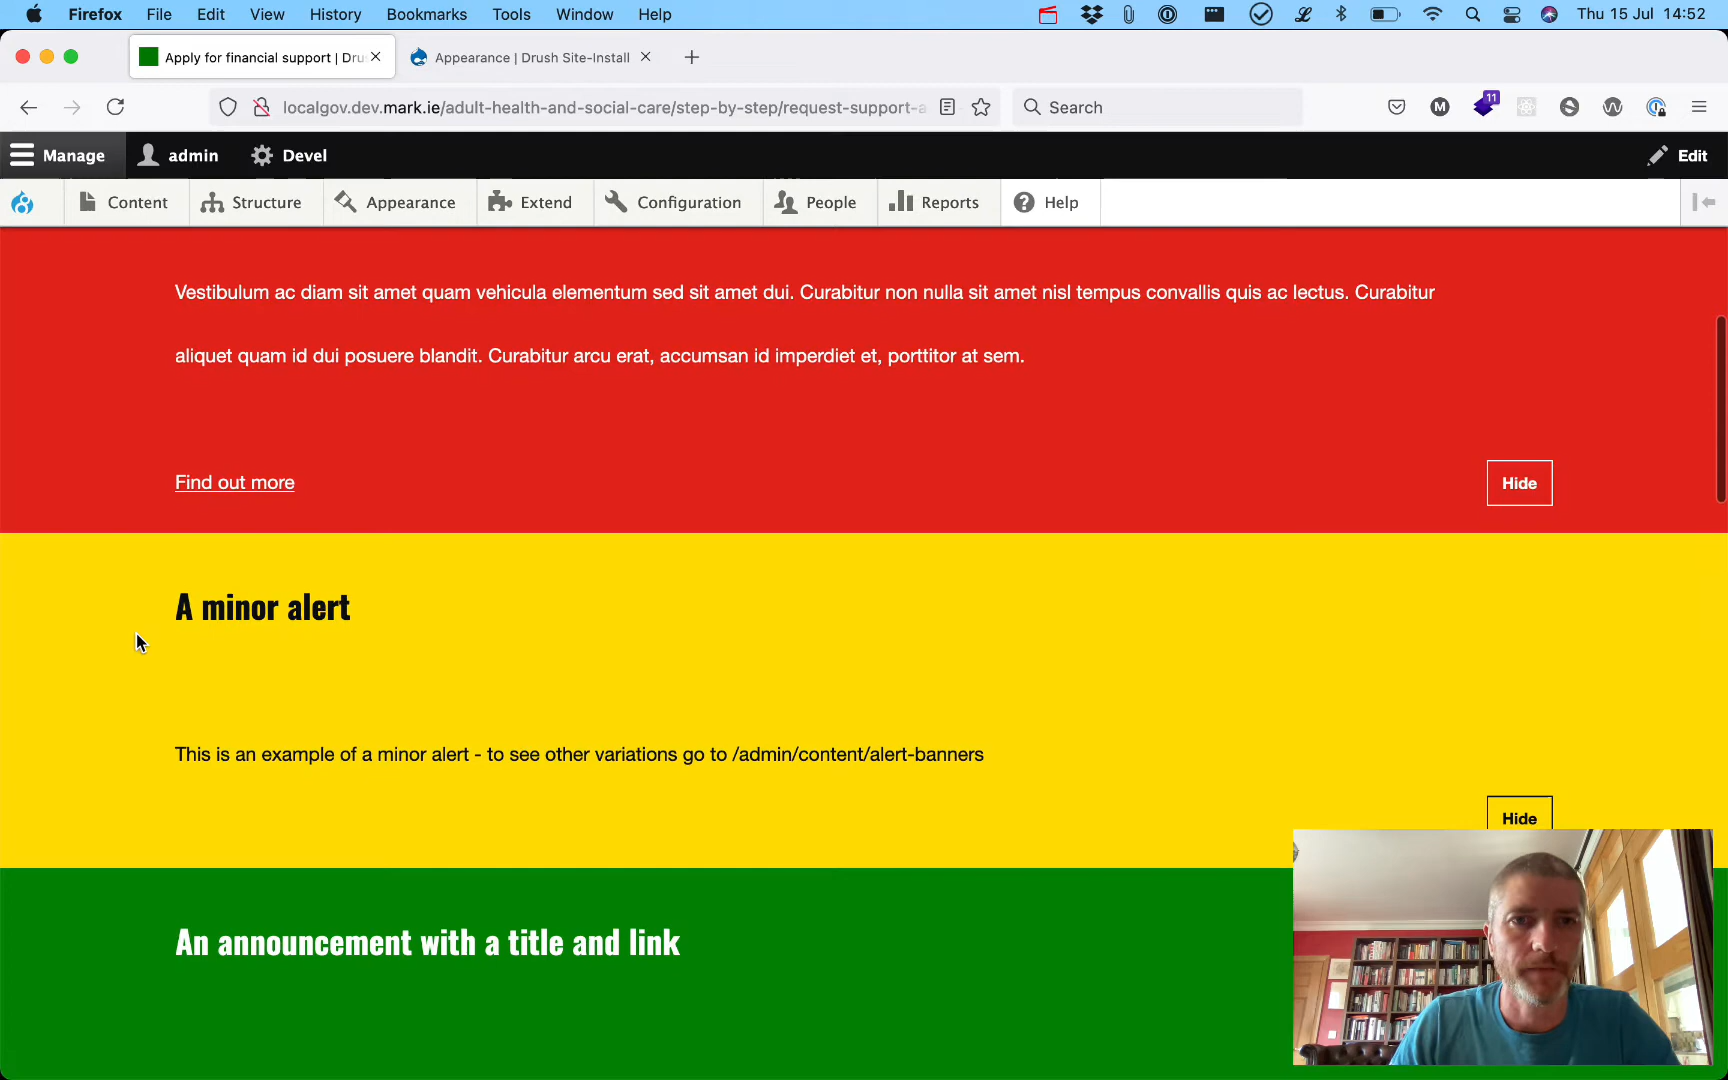 Firefox File Edit View History Bookmarks Tools Window Help Thu 15 Jul 14:52
Apply for financial support | Dru
Appearance | Drush Site-Install
localgov.dev.mark.ie/adult-health-and-social-care/step-by-step/request-support-a
Search
M
11
Manage admin Devel Edit
Content Structure Appearance Extend Configuration People Reports Help
Vestibulum ac diam sit amet quam vehicula elementum sed sit amet dui. Curabitur non nulla sit amet nisl tempus convallis quis ac lectus. Curabitur
aliquet quam id dui posuere blandit. Curabitur arcu erat, accumsan id imperdiet et, porttitor at sem.
Find out more
Hide
A minor alert
This is an example of a minor alert - to see other variations go to /admin/content/alert-banners
Hide
An announcement with a title and link